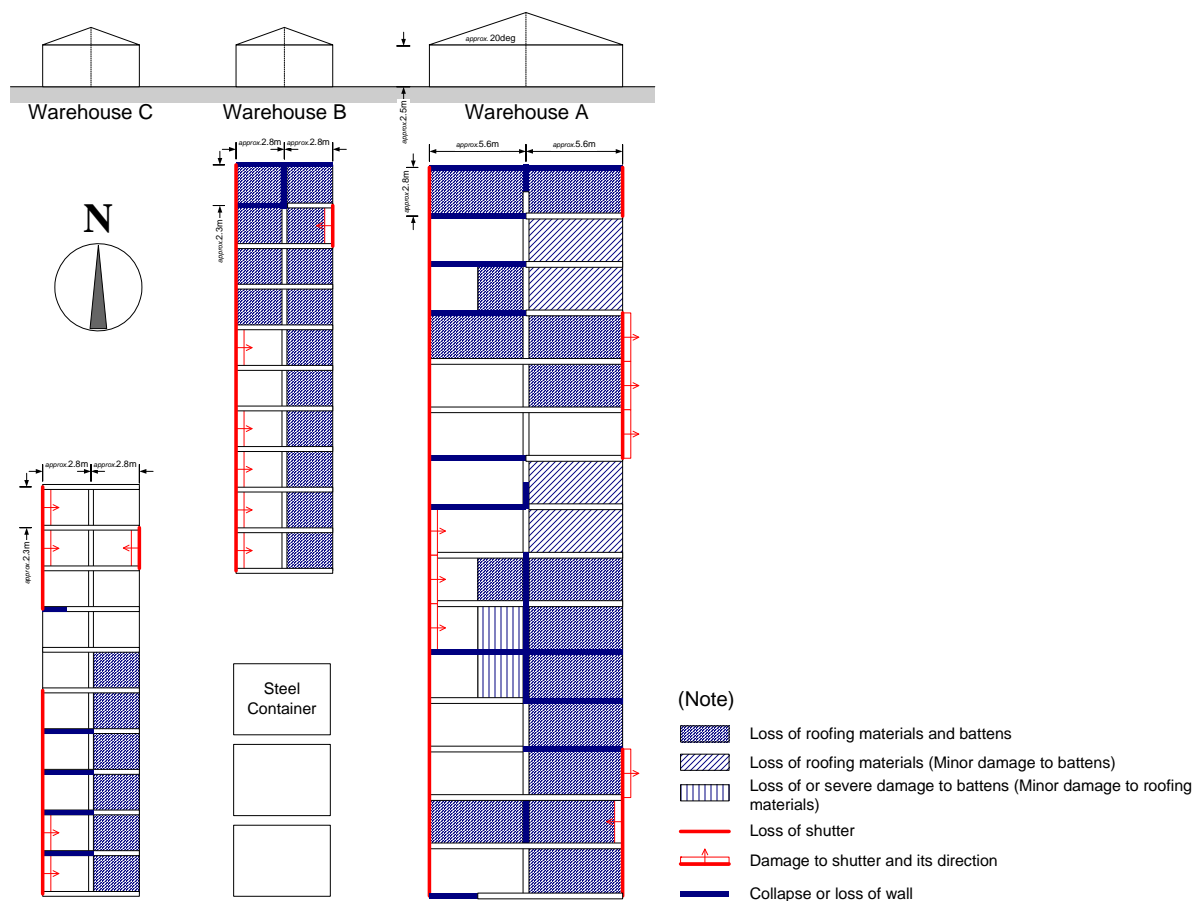 approx. 20deg
Warehouse C
Warehouse B
Warehouse A
approx. 2.5m
approx.2.8m
approx.2.8m
approx.5.6m
approx.5.6m
approx.2.3m
approx.2.8m
N
approx.2.8m
approx.2.8m
approx.2.3m
Steel
Container
(Note)
Loss of roofing materials and battens
Loss of roofing materials (Minor damage to battens)
Loss of or severe damage to battens (Minor damage to roofing
materials)
Loss of shutter
Damage to shutter and its direction
Collapse or loss of wall